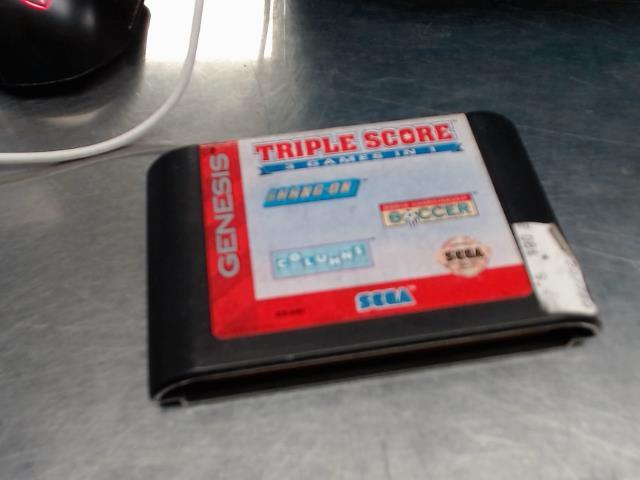 GENESIS
TRIPLE SCORE
3 GAMES IN 1
HANG-ON
SOCCER
COLUMNS
SEGA
SEGA